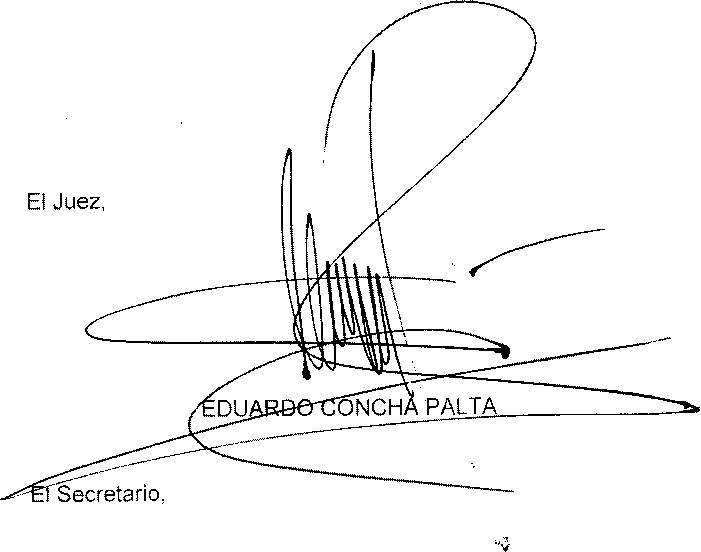 El Juez,
EDUARDO CONCHA PALTA
El Secretario,